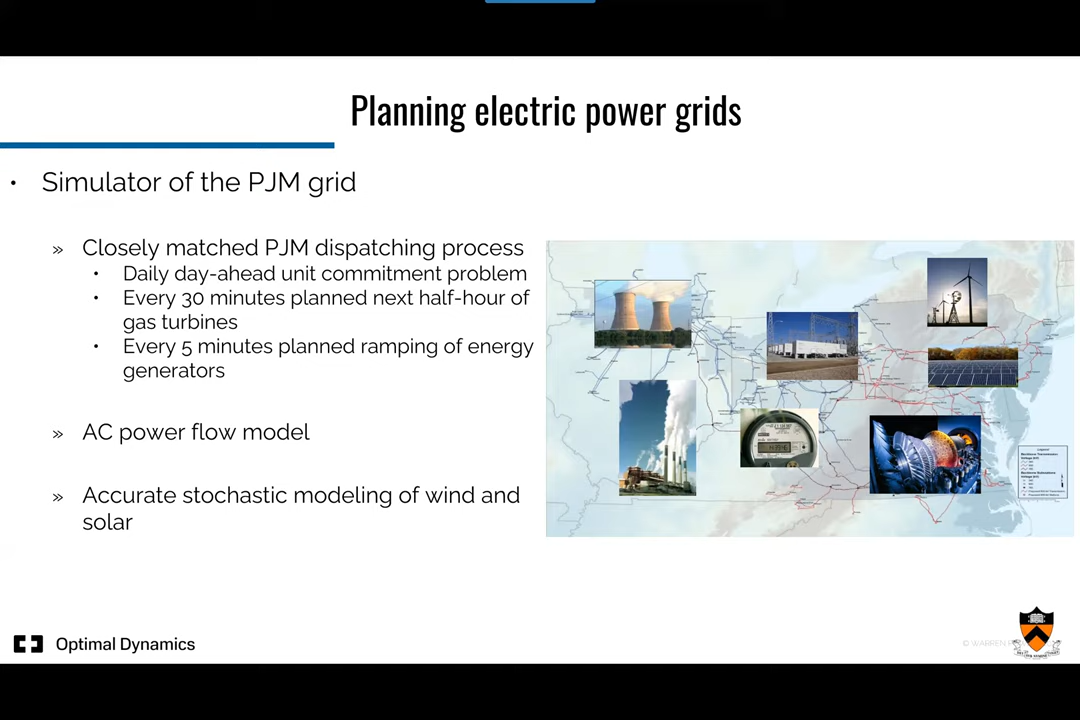 Planning electric power grids
• Simulator of the PJM grid
» Closely matched PJM dispatching process
• Daily day-ahead unit commitment problem
• Every 30 minutes planned next half-hour of
gas turbines
• Every 5 minutes planned ramping of energy
generators
» AC power flow model
» Accurate stochastic modeling of wind and
solar
Optimal Dynamics
© WARREN